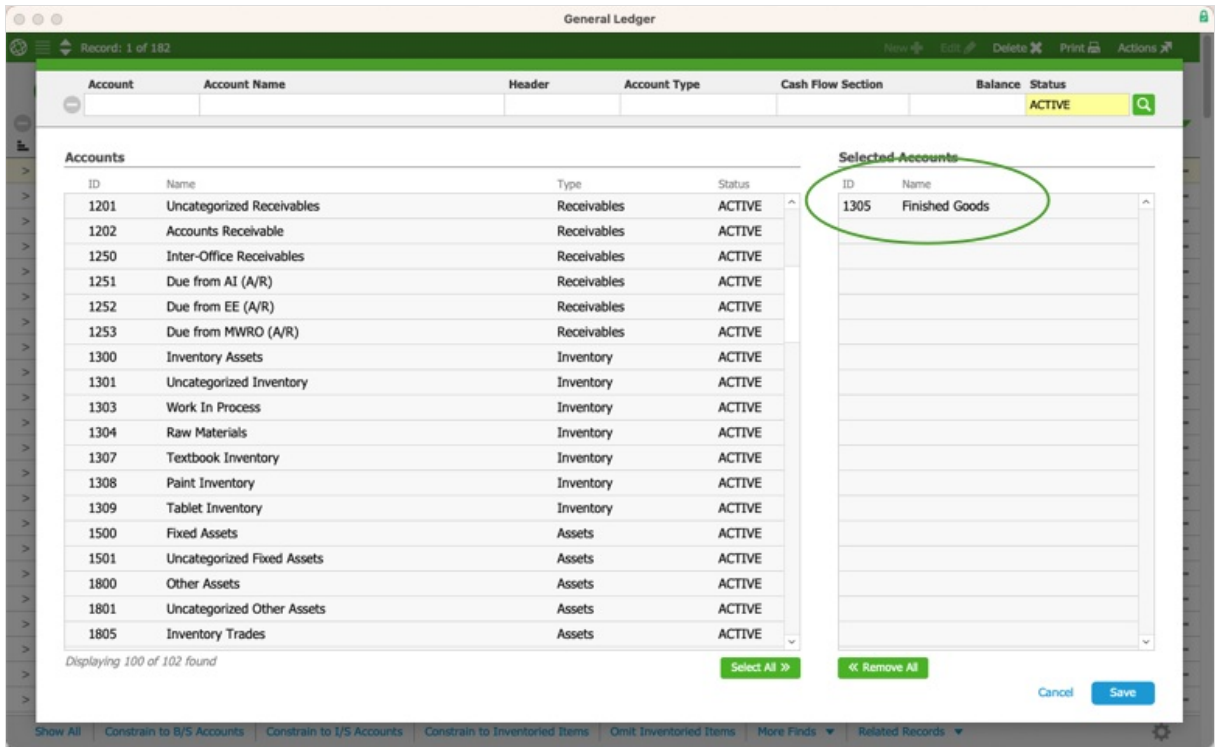 General Ledger
Record: 1 of 182 New Edit Delete Print Actions
Account Account Name Header Account Type Cash Flow Section Balance Status
ACTIVE
Accounts Selected Accounts
ID Name Type Status ID Name
1201 Uncategorized Receivables Receivables ACTIVE 1305 Finished Goods
1202 Accounts Receivable Receivables ACTIVE
1250 Inter-Office Receivables Receivables ACTIVE
1251 Due from AI (A/R) Receivables ACTIVE
1252 Due from EE (A/R) Receivables ACTIVE
1253 Due from MWRO (A/R) Receivables ACTIVE
1300 Inventory Assets Inventory ACTIVE
1301 Uncategorized Inventory Inventory ACTIVE
1303 Work In Process Inventory ACTIVE
1304 Raw Materials Inventory ACTIVE
1307 Textbook Inventory Inventory ACTIVE
1308 Paint Inventory Inventory ACTIVE
1309 Tablet Inventory Inventory ACTIVE
1500 Fixed Assets Assets ACTIVE
1501 Uncategorized Fixed Assets Assets ACTIVE
1800 Other Assets Assets ACTIVE
1801 Uncategorized Other Assets Assets ACTIVE
1805 Inventory Trades Assets ACTIVE
Displaying 100 of 102 found Select All » « Remove All
Cancel Save
Show All Constrain to B/S Accounts Constrain to I/S Accounts Constrain to Inventoried Items Omit Inventoried Items More Finds Related Records